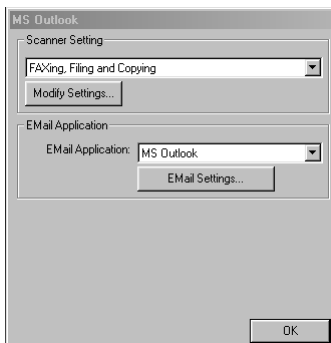 MS Outlook
Scanner Setting
FAXing, Filing and Copying
Modify Settings...
EMail Application
EMail Application: MS Outlook
EMail Settings...
OK